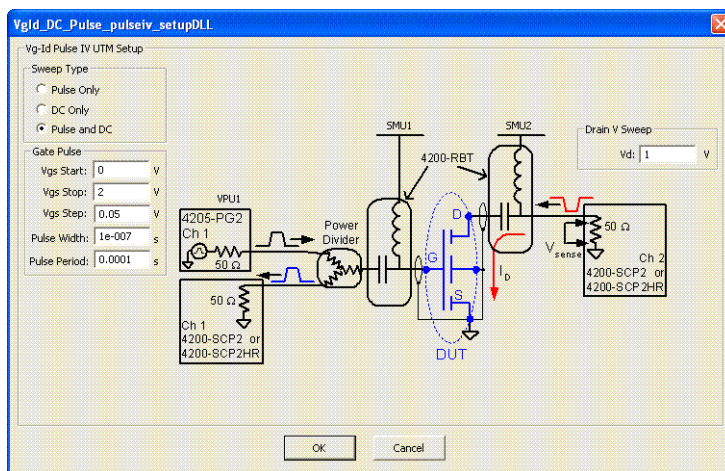 VgId_DC_Pulse_pulseiv_setupDLL
Vg-Id Pulse IV UTM Setup
Sweep Type
Pulse Only
DC Only
Pulse and DC
Gate Pulse
Vgs Start: 0 V
Vgs Stop: 2 V
Vgs Step: 0.05 V
Pulse Width: 1e-007 s
Pulse Period: 0.0001 s
VPU1
4205-PG2
Ch 1
50 Ω
50 Ω
Ch 1
4200-SCP2 or
4200-SCP2HR
Power
Divider
SMU1
4200-RBT
SMU2
D
G
S
I_D
DUT
Drain V Sweep
Vd: 1 V
50 Ω
Vsense
Ch 2
4200-SCP2 or
4200-SCP2HR
OK
Cancel